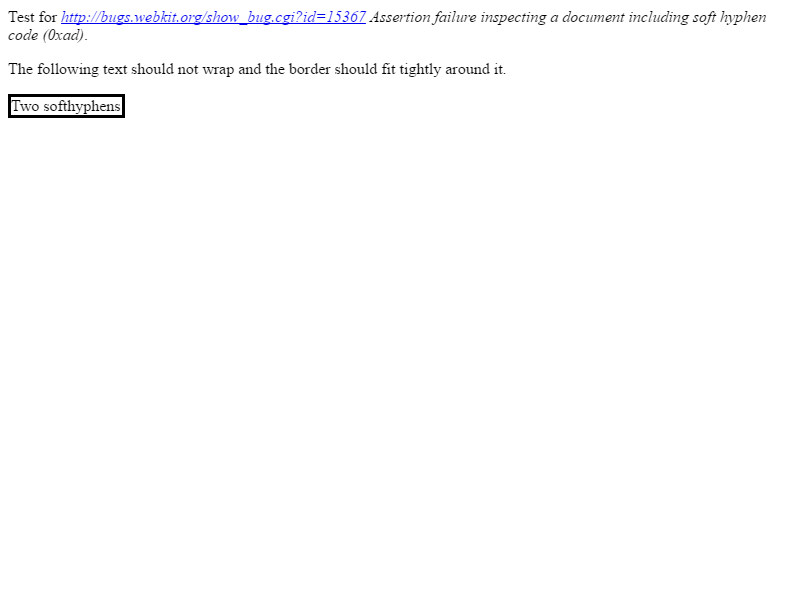 Test for http://bugs.webkit.org/show_bug.cgi?id=15367 Assertion failure inspecting a document including soft hyphen
code (0xad).
The following text should not wrap and the border should fit tightly around it.
Two softhyphens